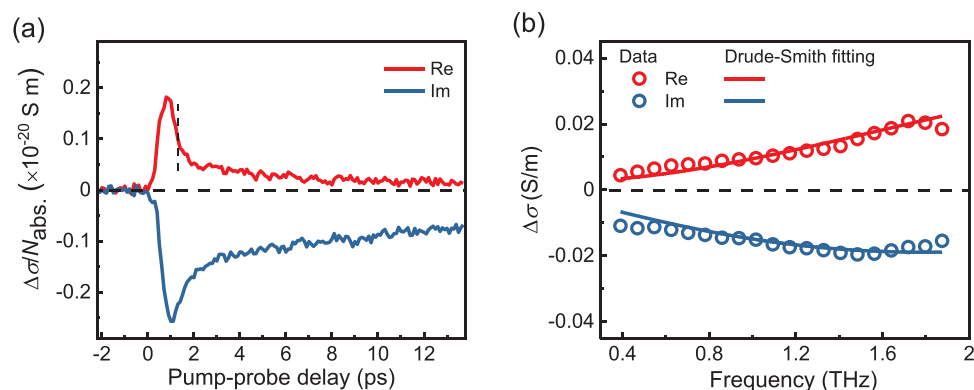 (a)
Re
Im
0.2
0.1
0
-0.1
-0.2
Δσ/Nabs. (×10⁻²⁰ S m)
-2 0 2 4 6 8 10 12
Pump-probe delay (ps)
(b)
Data Drude-Smith fitting
Re
Im
0.04
0.02
0
-0.02
-0.04
Δσ (S/m)
0.4 0.8 1.2 1.6 2
Frequency (THz)